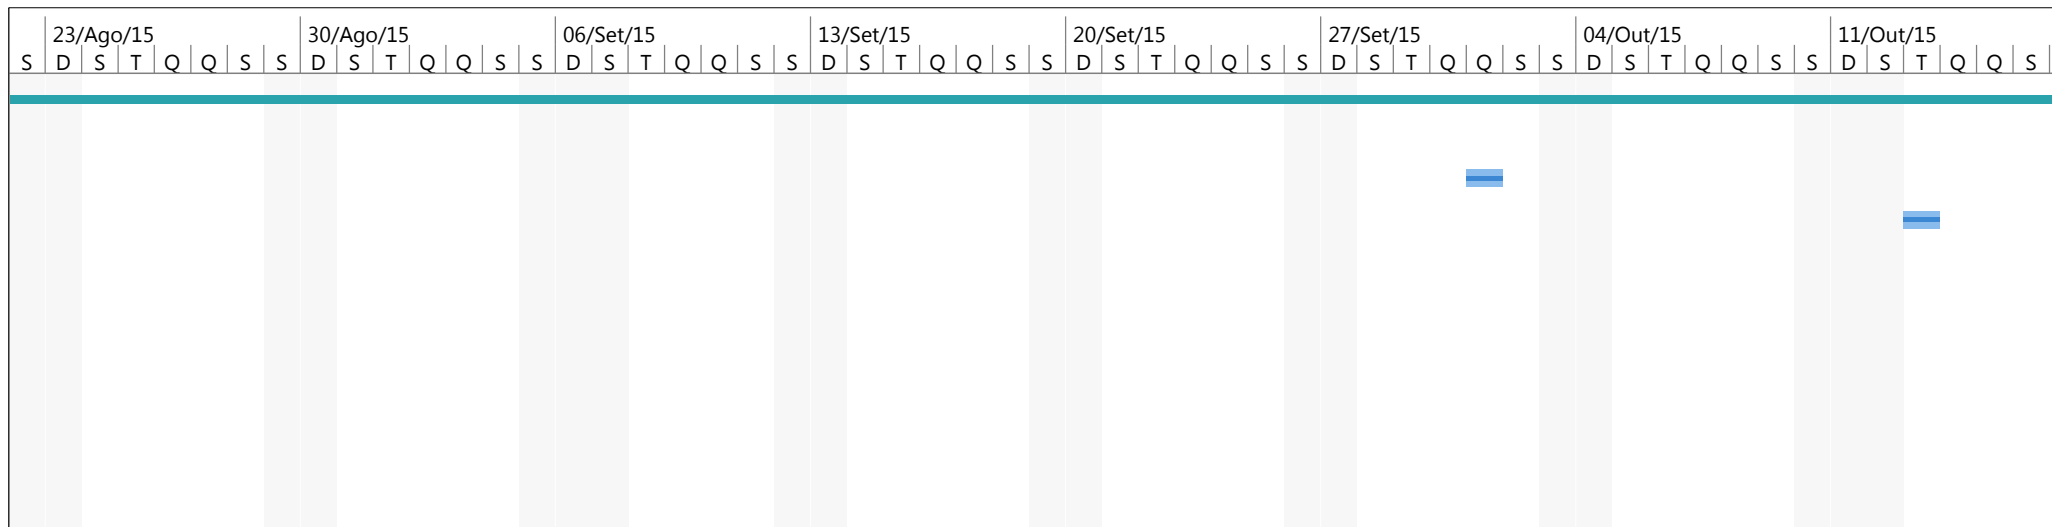 23/Ago/15 30/Ago/15 06/Set/15 13/Set/15 20/Set/15 27/Set/15 04/Out/15 11/Out/15
S D S T Q Q S S D S T Q Q S S D S T Q Q S S D S T Q Q S S D S T Q Q S S D S T Q Q S S D S T Q Q S S D S T Q Q S